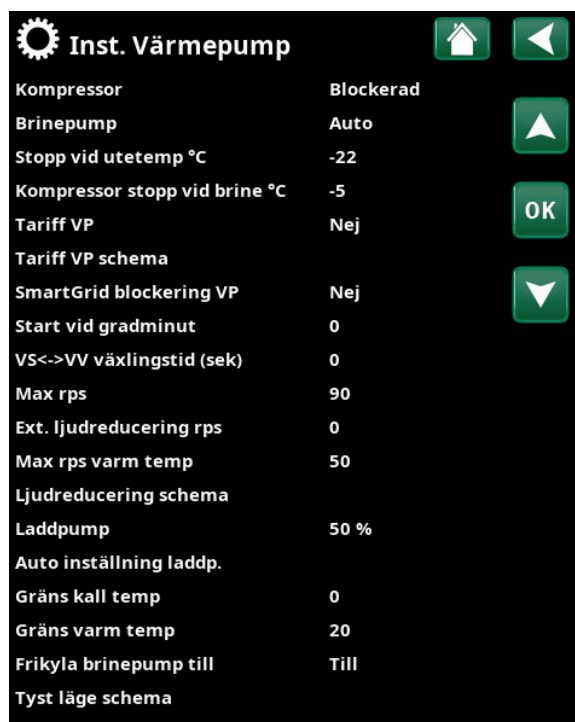 Inst. Värmepump
Kompressor Blockerad
Brinepump Auto
Stopp vid utetemp °C -22
Kompressor stopp vid brine °C -5
OK
Tariff VP Nej
Tariff VP schema
SmartGrid blockering VP Nej
Start vid gradminut 0
VS<->VV växlingstid (sek) 0
Max rps 90
Ext. ljudreducering rps 0
Max rps varm temp 50
Ljudreducering schema
Laddpump 50 %
Auto inställning laddp.
Gräns kall temp 0
Gräns varm temp 20
Frikyla brinepump till Till
Tyst läge schema